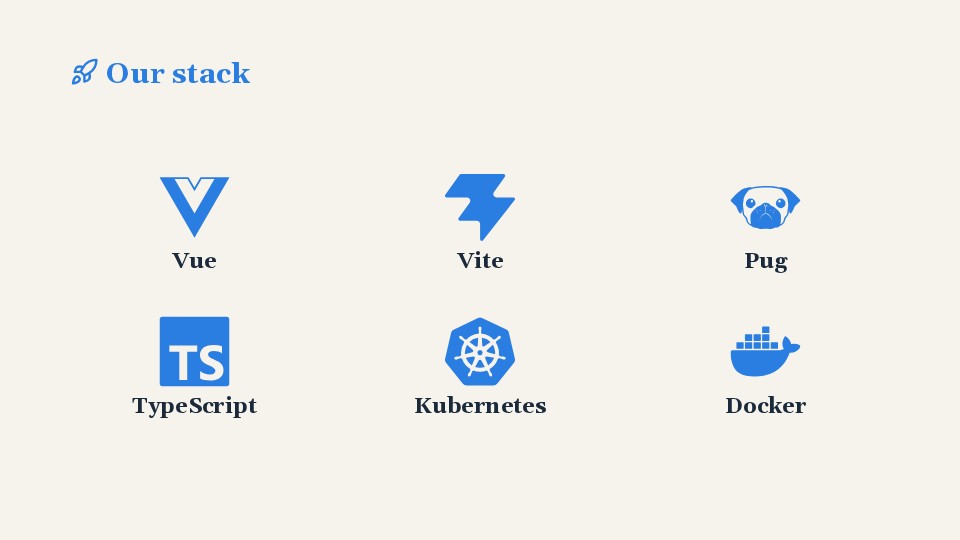 Our stack
Vue
Vite
Pug
TS
TypeScript
Kubernetes
Docker